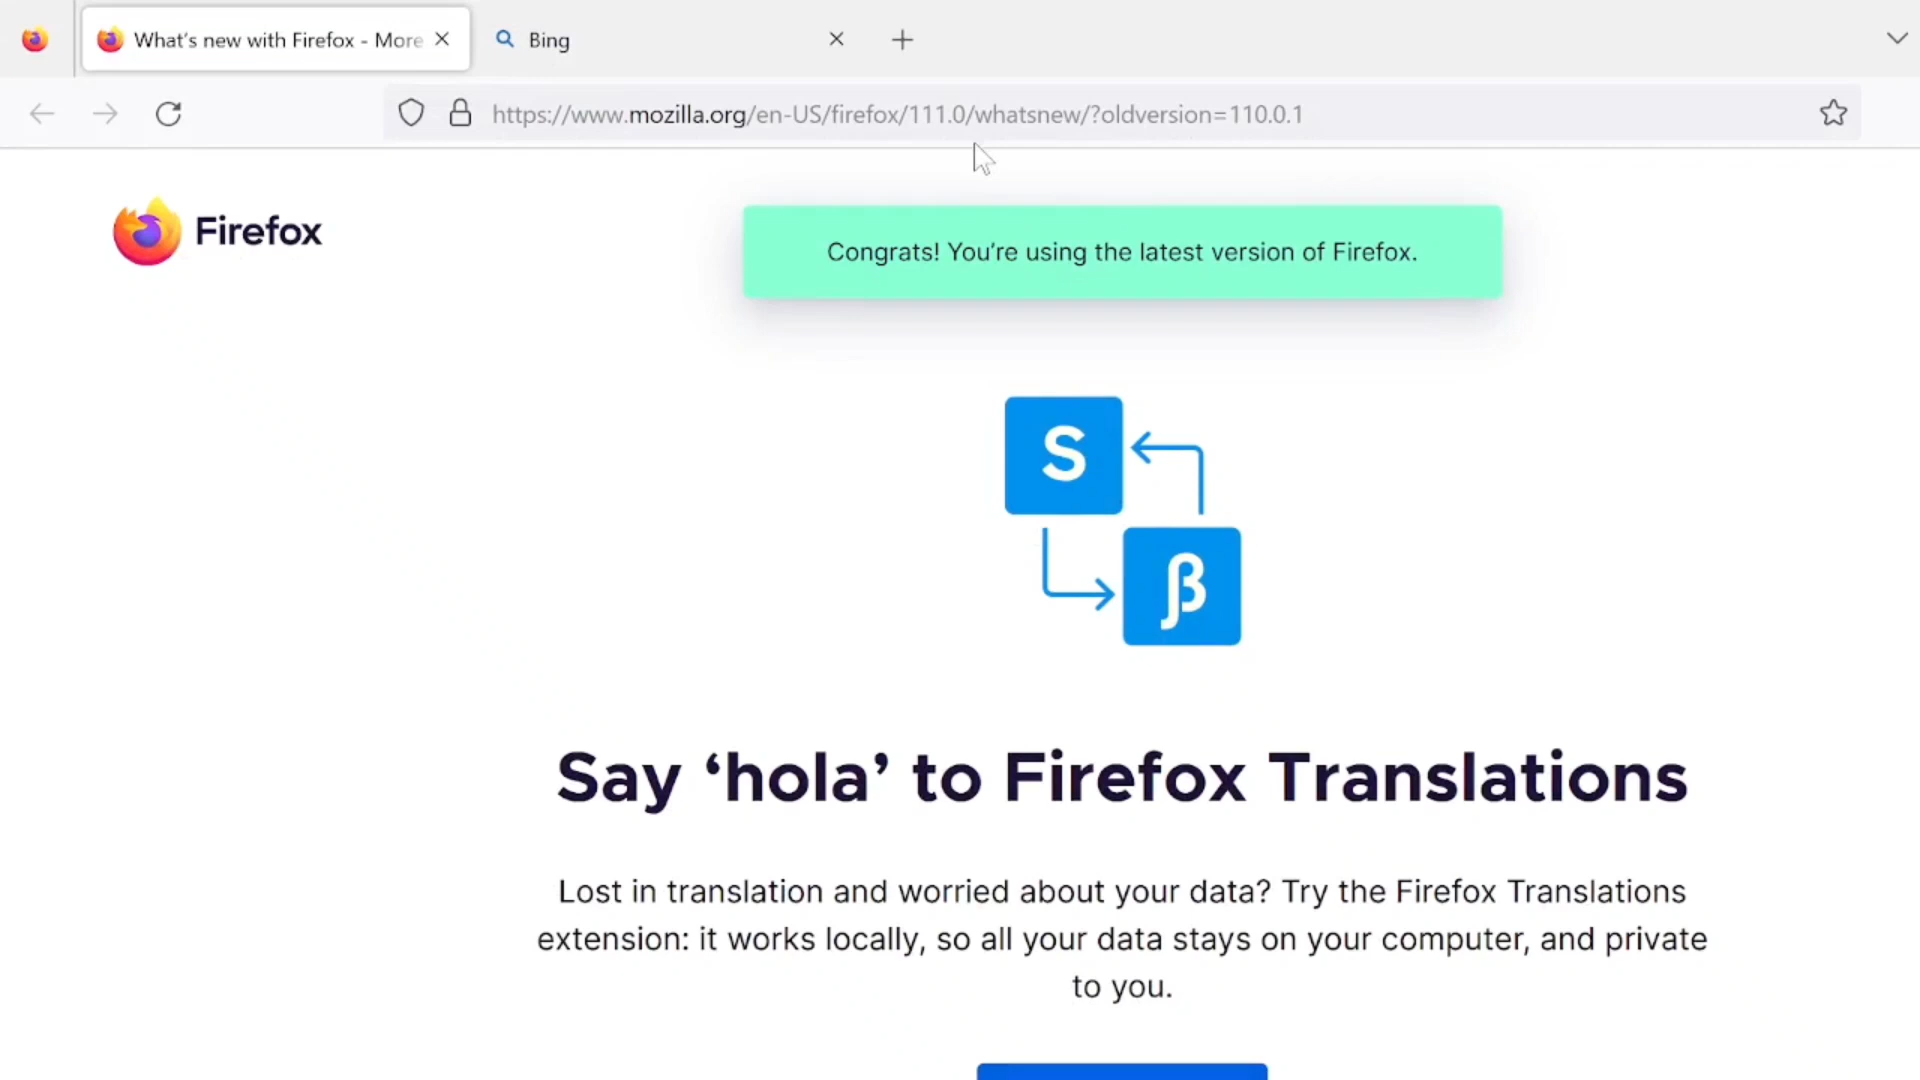 What's new with Firefox - More
Bing
https://www.mozilla.org/en-US/firefox/111.0/whatsnew/?oldversion=110.0.1
Firefox
Congrats! You’re using the latest version of Firefox.
S
β
Say ‘hola’ to Firefox Translations
Lost in translation and worried about your data? Try the Firefox Translations
extension: it works locally, so all your data stays on your computer, and private
to you.